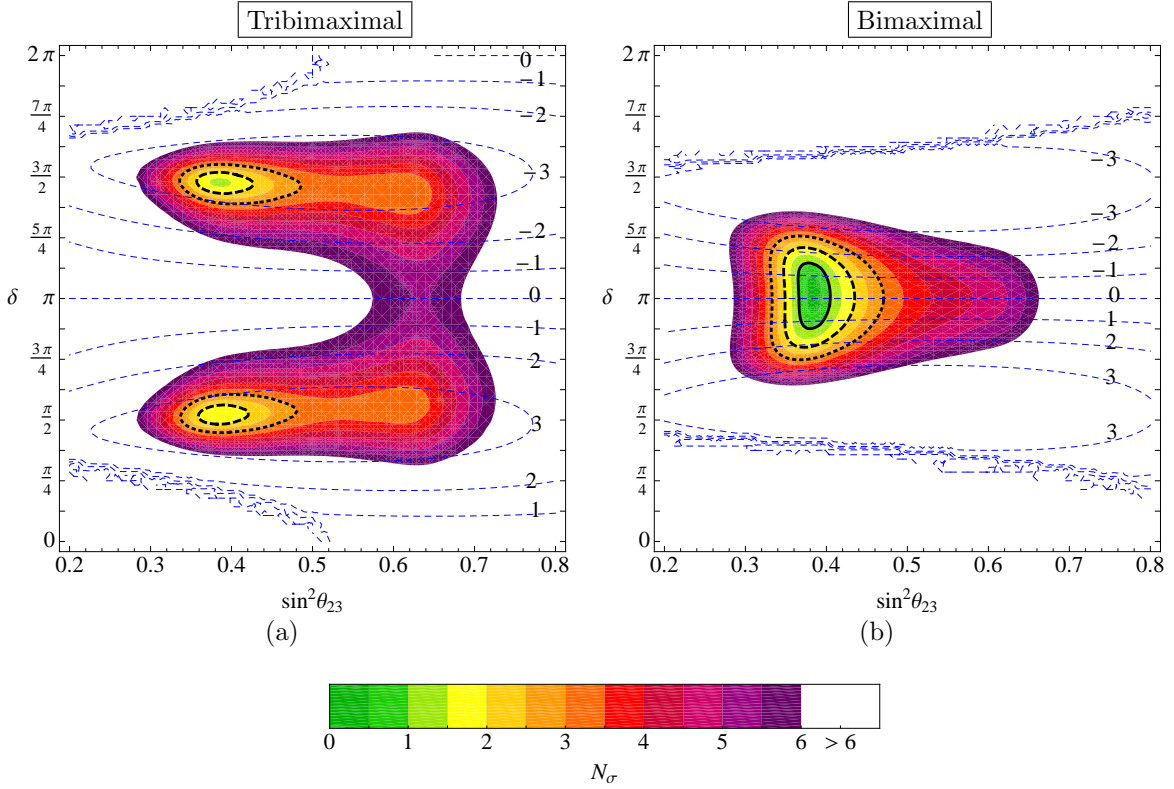 Tribimaximal Bimaximal
2 π 0 2 π
−1
7π/4 −2 7π/4
3π/2 −3 3π/2 −3
−3
5π/4 −2 5π/4 −2
−1 −1
δ π 0 δ π 0
1 1
3π/4 2 3π/4 2
3
π/2 3 π/2 3
π/4 2 π/4
1
0 0
0.2 0.3 0.4 0.5 0.6 0.7 0.8 0.2 0.3 0.4 0.5 0.6 0.7 0.8
sin²θ₂₃ sin²θ₂₃
(a) (b)
0 1 2 3 4 5 6 > 6
N_σ